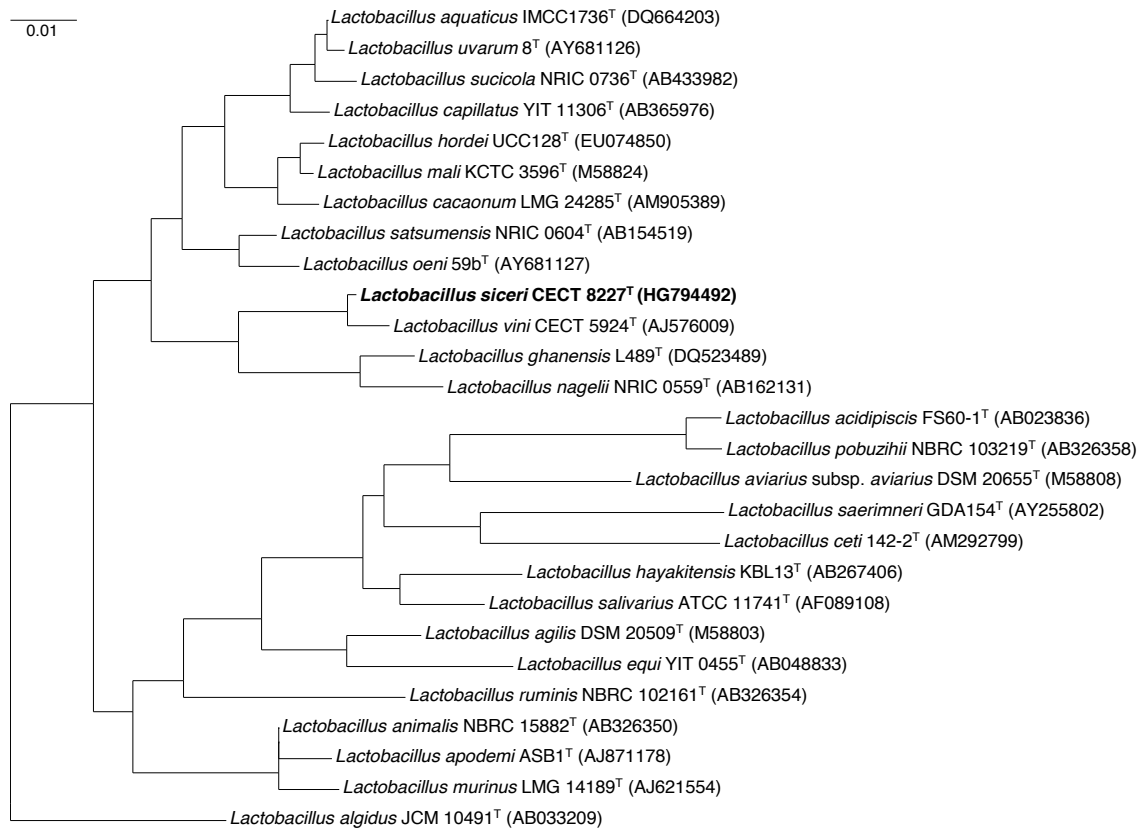 0.01
Lactobacillus aquaticus IMCC1736ᵀ (DQ664203)
Lactobacillus uvarum 8ᵀ (AY681126)
Lactobacillus sucicola NRIC 0736ᵀ (AB433982)
Lactobacillus capillatus YIT 11306ᵀ (AB365976)
Lactobacillus hordei UCC128ᵀ (EU074850)
Lactobacillus mali KCTC 3596ᵀ (M58824)
Lactobacillus cacaonum LMG 24285ᵀ (AM905389)
Lactobacillus satsumensis NRIC 0604ᵀ (AB154519)
Lactobacillus oeni 59bᵀ (AY681127)
Lactobacillus siceri CECT 8227ᵀ (HG794492)
Lactobacillus vini CECT 5924ᵀ (AJ576009)
Lactobacillus ghanensis L489ᵀ (DQ523489)
Lactobacillus nagelii NRIC 0559ᵀ (AB162131)
Lactobacillus acidipiscis FS60-1ᵀ (AB023836)
Lactobacillus pobuzihii NBRC 103219ᵀ (AB326358)
Lactobacillus aviarius subsp. aviarius DSM 20655ᵀ (M58808)
Lactobacillus saerimneri GDA154ᵀ (AY255802)
Lactobacillus ceti 142-2ᵀ (AM292799)
Lactobacillus hayakitensis KBL13ᵀ (AB267406)
Lactobacillus salivarius ATCC 11741ᵀ (AF089108)
Lactobacillus agilis DSM 20509ᵀ (M58803)
Lactobacillus equi YIT 0455ᵀ (AB048833)
Lactobacillus ruminis NBRC 102161ᵀ (AB326354)
Lactobacillus animalis NBRC 15882ᵀ (AB326350)
Lactobacillus apodemi ASB1ᵀ (AJ871178)
Lactobacillus murinus LMG 14189ᵀ (AJ621554)
Lactobacillus algidus JCM 10491ᵀ (AB033209)